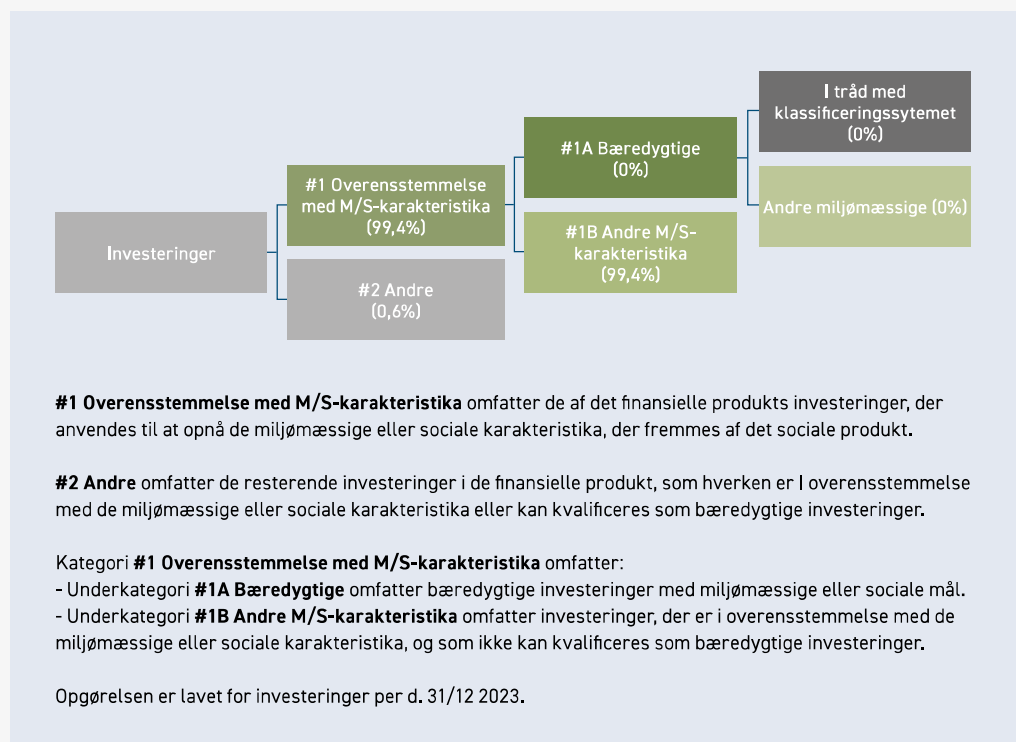 Investeringer
#1 Overensstemmelse
med M/S-karakteristika
(99,4%)
#2 Andre
(0,6%)
#1A Bæredygtige
(0%)
#1B Andre M/S-
karakteristika
(99,4%)
I tråd med
klassificeringssytemet
(0%)
Andre miljømæssige (0%)
#1 Overensstemmelse med M/S-karakteristika omfatter de af det finansielle produkts investeringer, der
anvendes til at opnå de miljømæssige eller sociale karakteristika, der fremmes af det sociale produkt.
#2 Andre omfatter de resterende investeringer i de finansielle produkt, som hverken er I overensstemmelse
med de miljømæssige eller sociale karakteristika eller kan kvalificeres som bæredygtige investeringer.
Kategori #1 Overensstemmelse med M/S-karakteristika omfatter:
- Underkategori #1A Bæredygtige omfatter bæredygtige investeringer med miljømæssige eller sociale mål.
- Underkategori #1B Andre M/S-karakteristika omfatter investeringer, der er i overensstemmelse med de
miljømæssige eller sociale karakteristika, og som ikke kan kvalificeres som bæredygtige investeringer.
Opgørelsen er lavet for investeringer per d. 31/12 2023.